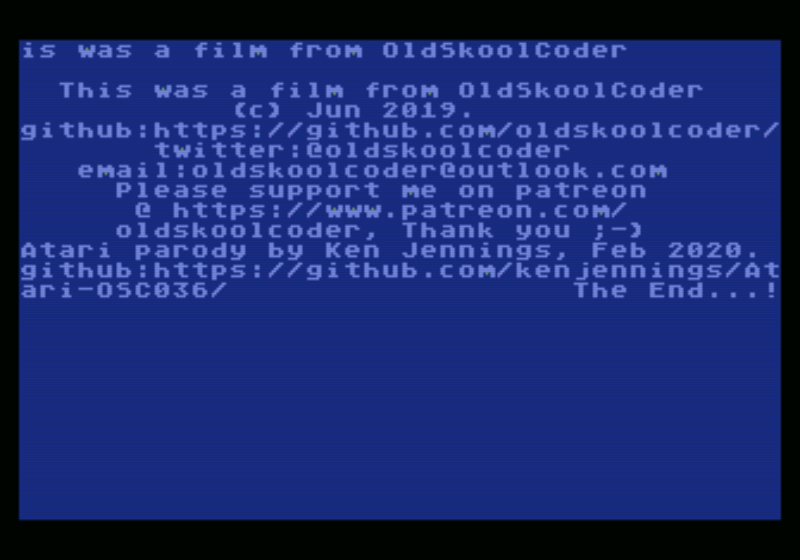 is was a film from OldSkoolCoder
This was a film from OldSkoolCoder
(c) Jun 2019.
github:https://github.com/oldskoolcoder/
twitter:@oldskoolcoder
email:oldskoolcoder@outlook.com
Please support me on patreon
@ https://www.patreon.com/
oldskoolcoder, Thank you ;-)
Atari parody by Ken Jennings, Feb 2020.
github:https://github.com/kenjennings/At
ari-OSC036/ The End...!